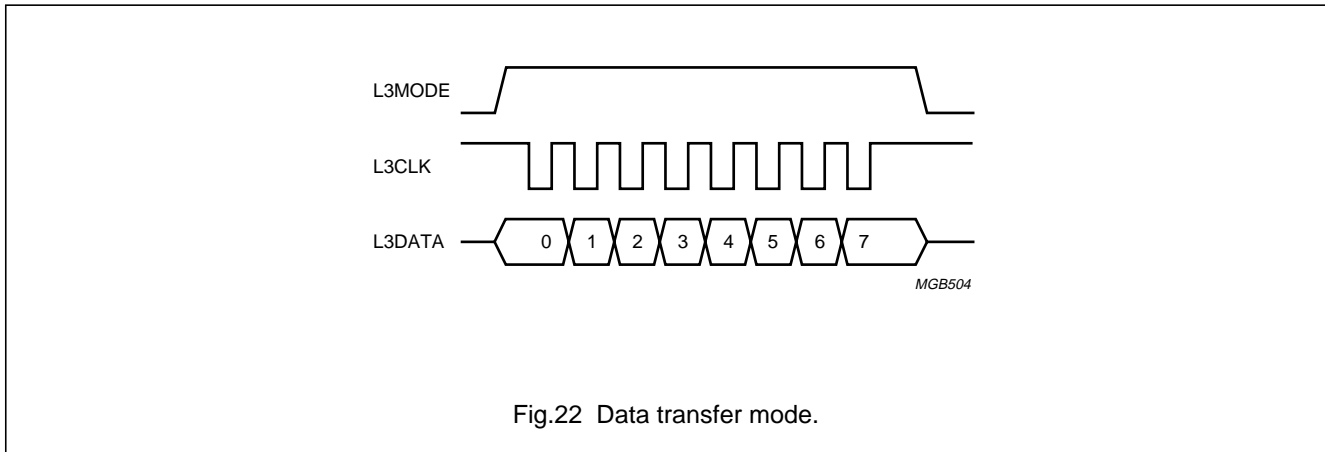 L3MODE
L3CLK
L3DATA 0 1 2 3 4 5 6 7
MGB504
Fig.22 Data transfer mode.